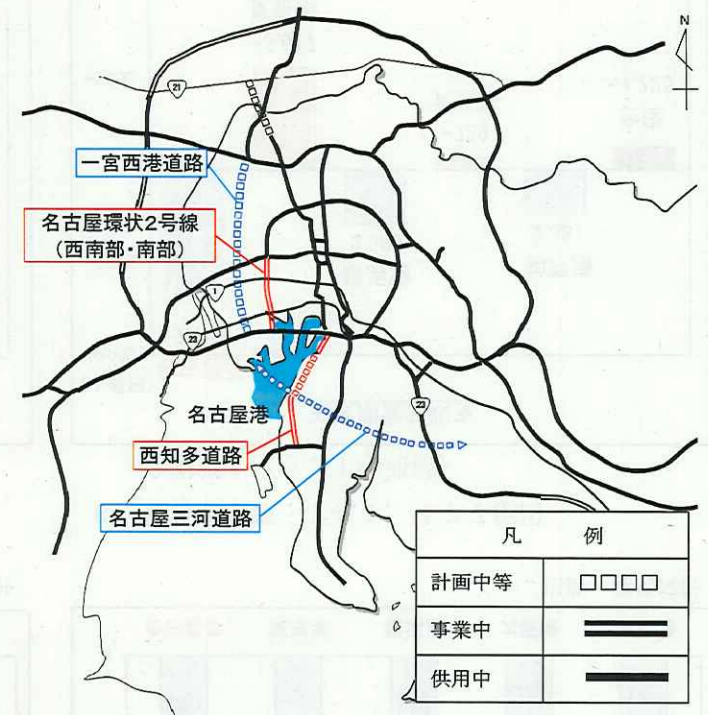 N
21
一宮西港道路
名古屋環状2号線
(西南部・南部)
1
23
名古屋港
23
西知多道路
名古屋三河道路
凡 例
計画中等
事業中
供用中